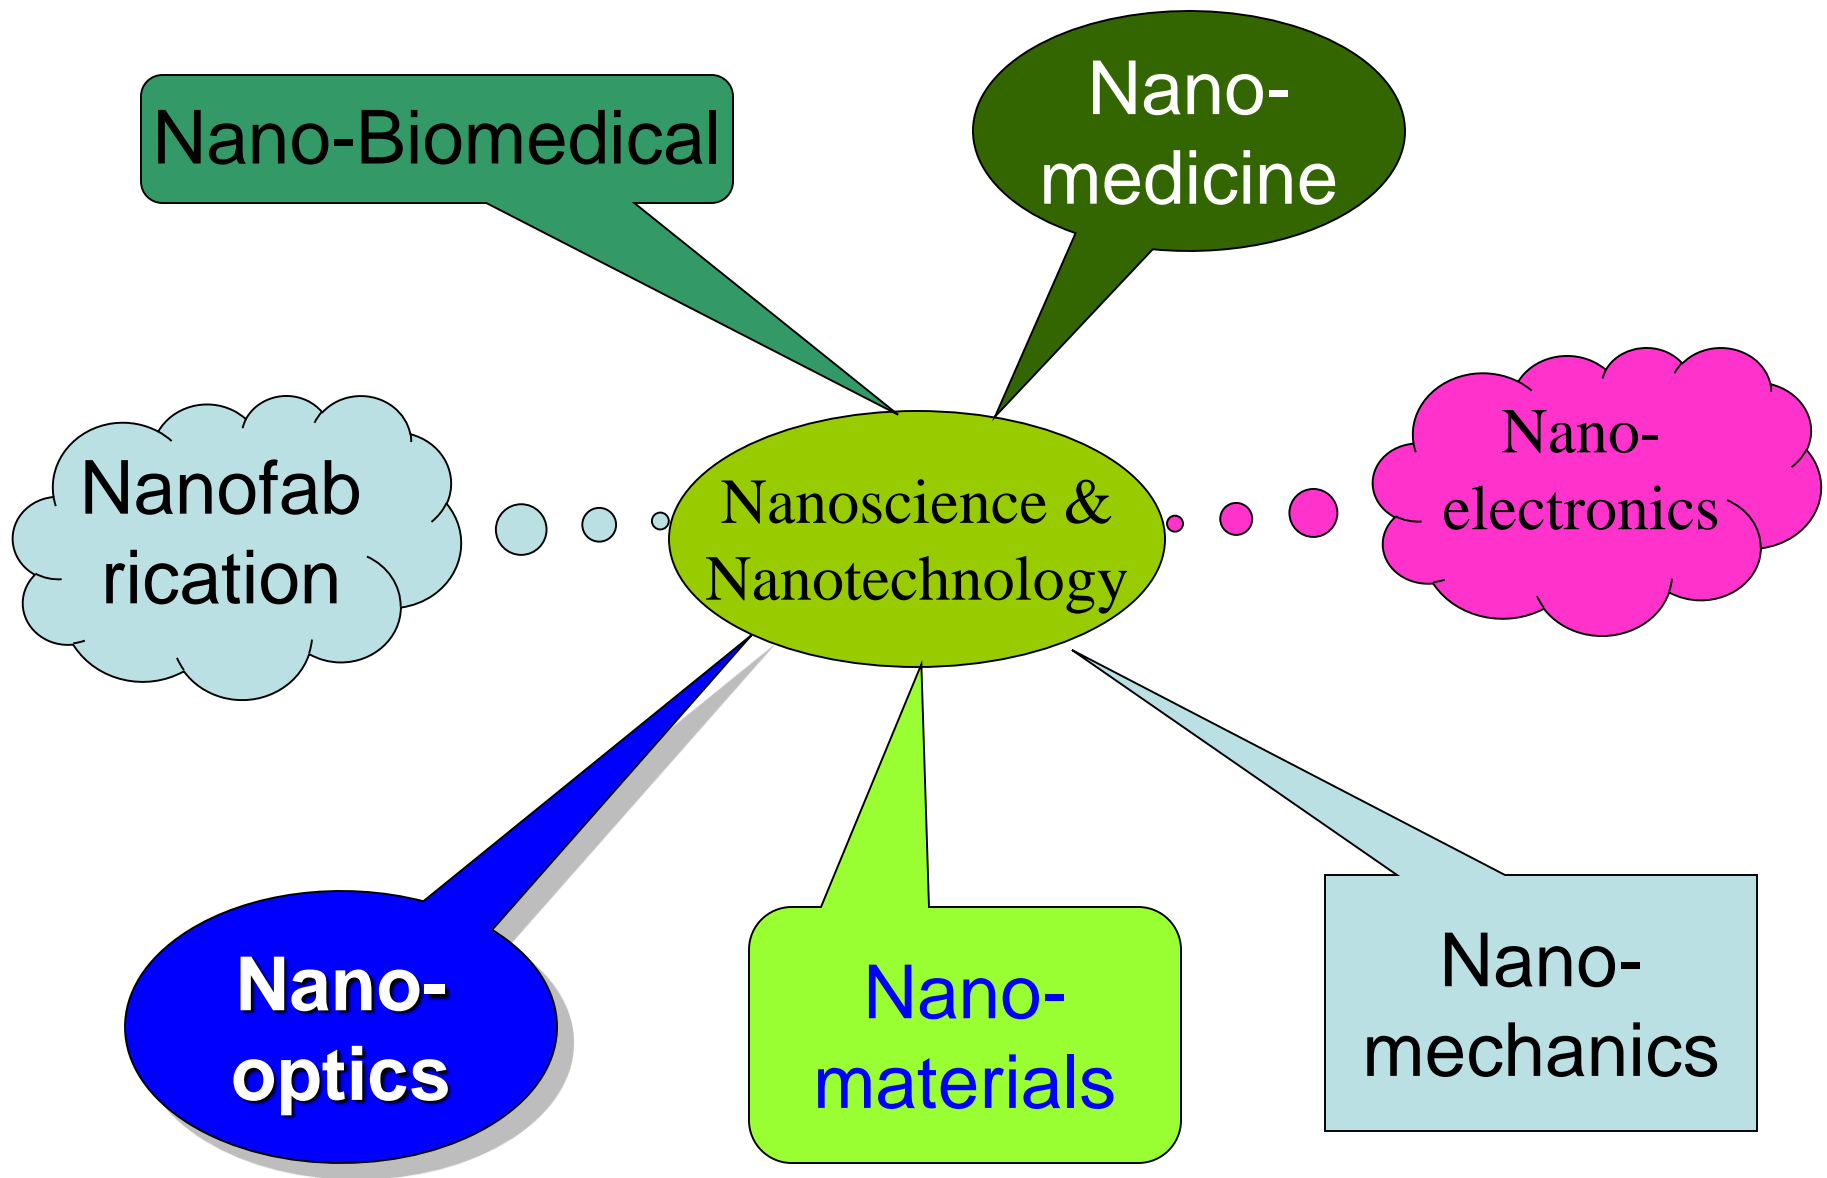 Nano-Biomedical
Nano-
medicine
Nanofab
rication
Nanoscience &
Nanotechnology
Nano-
electronics
Nano-
optics
Nano-
materials
Nano-
mechanics